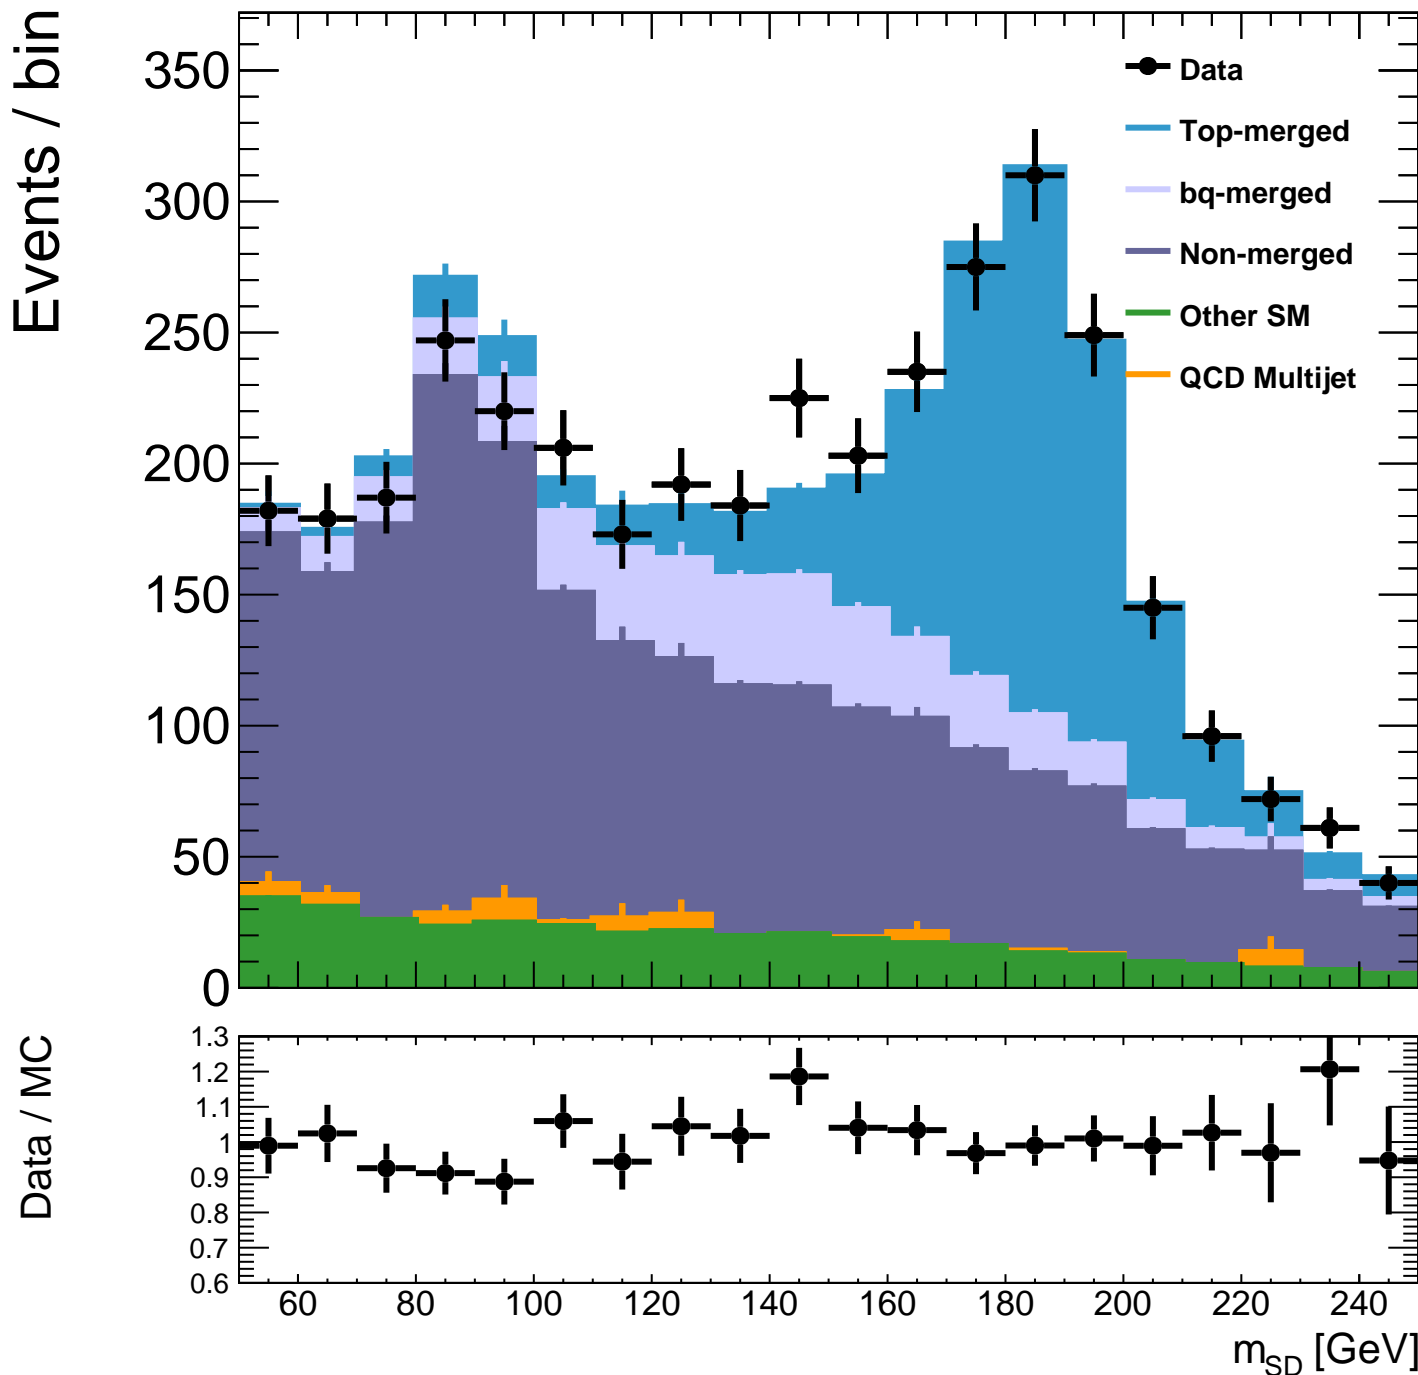 Events / bin
350
300
250
200
150
100
50
0
Data
Top-merged
bq-merged
Non-merged
Other SM
QCD Multijet
Data / MC
1.3
1.2
1.1
1
0.9
0.8
0.7
0.6
60 80 100 120 140 160 180 200 220 240
m_SD [GeV]